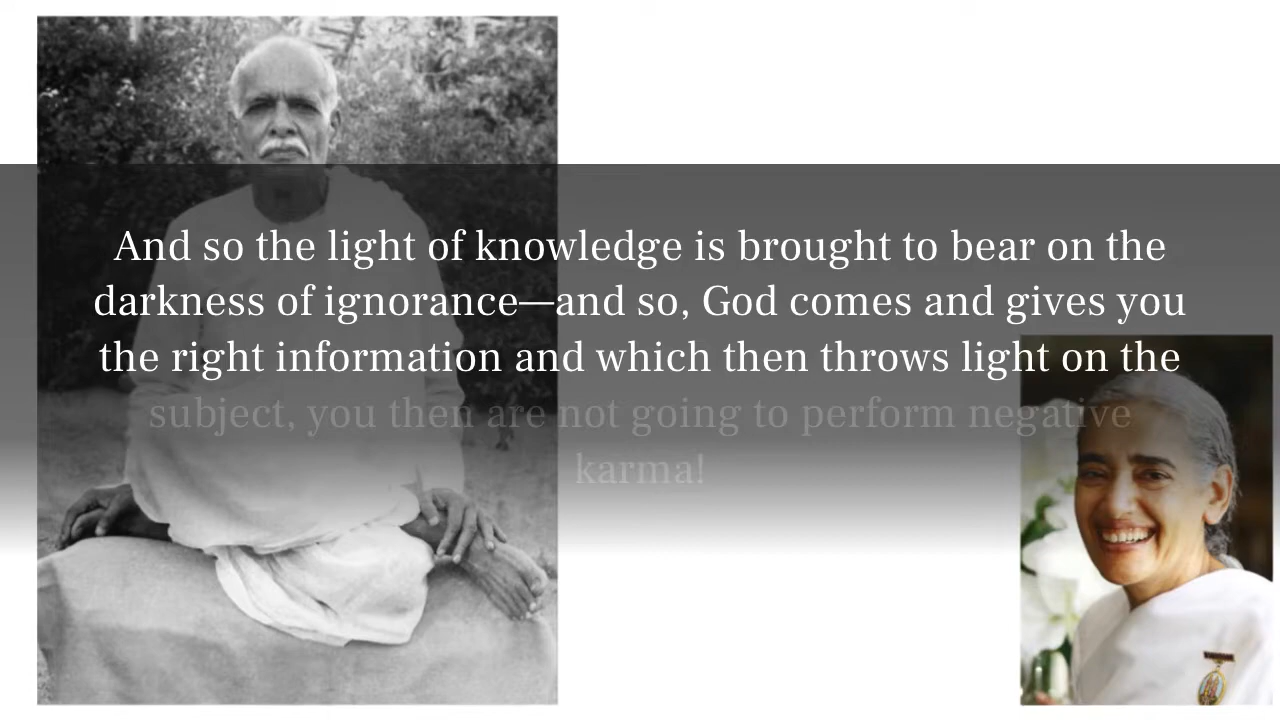 And so the light of knowledge is brought to bear on the
darkness of ignorance—and so, God comes and gives you
the right information and which then throws light on the
subject, you then are not going to perform negative
karma!